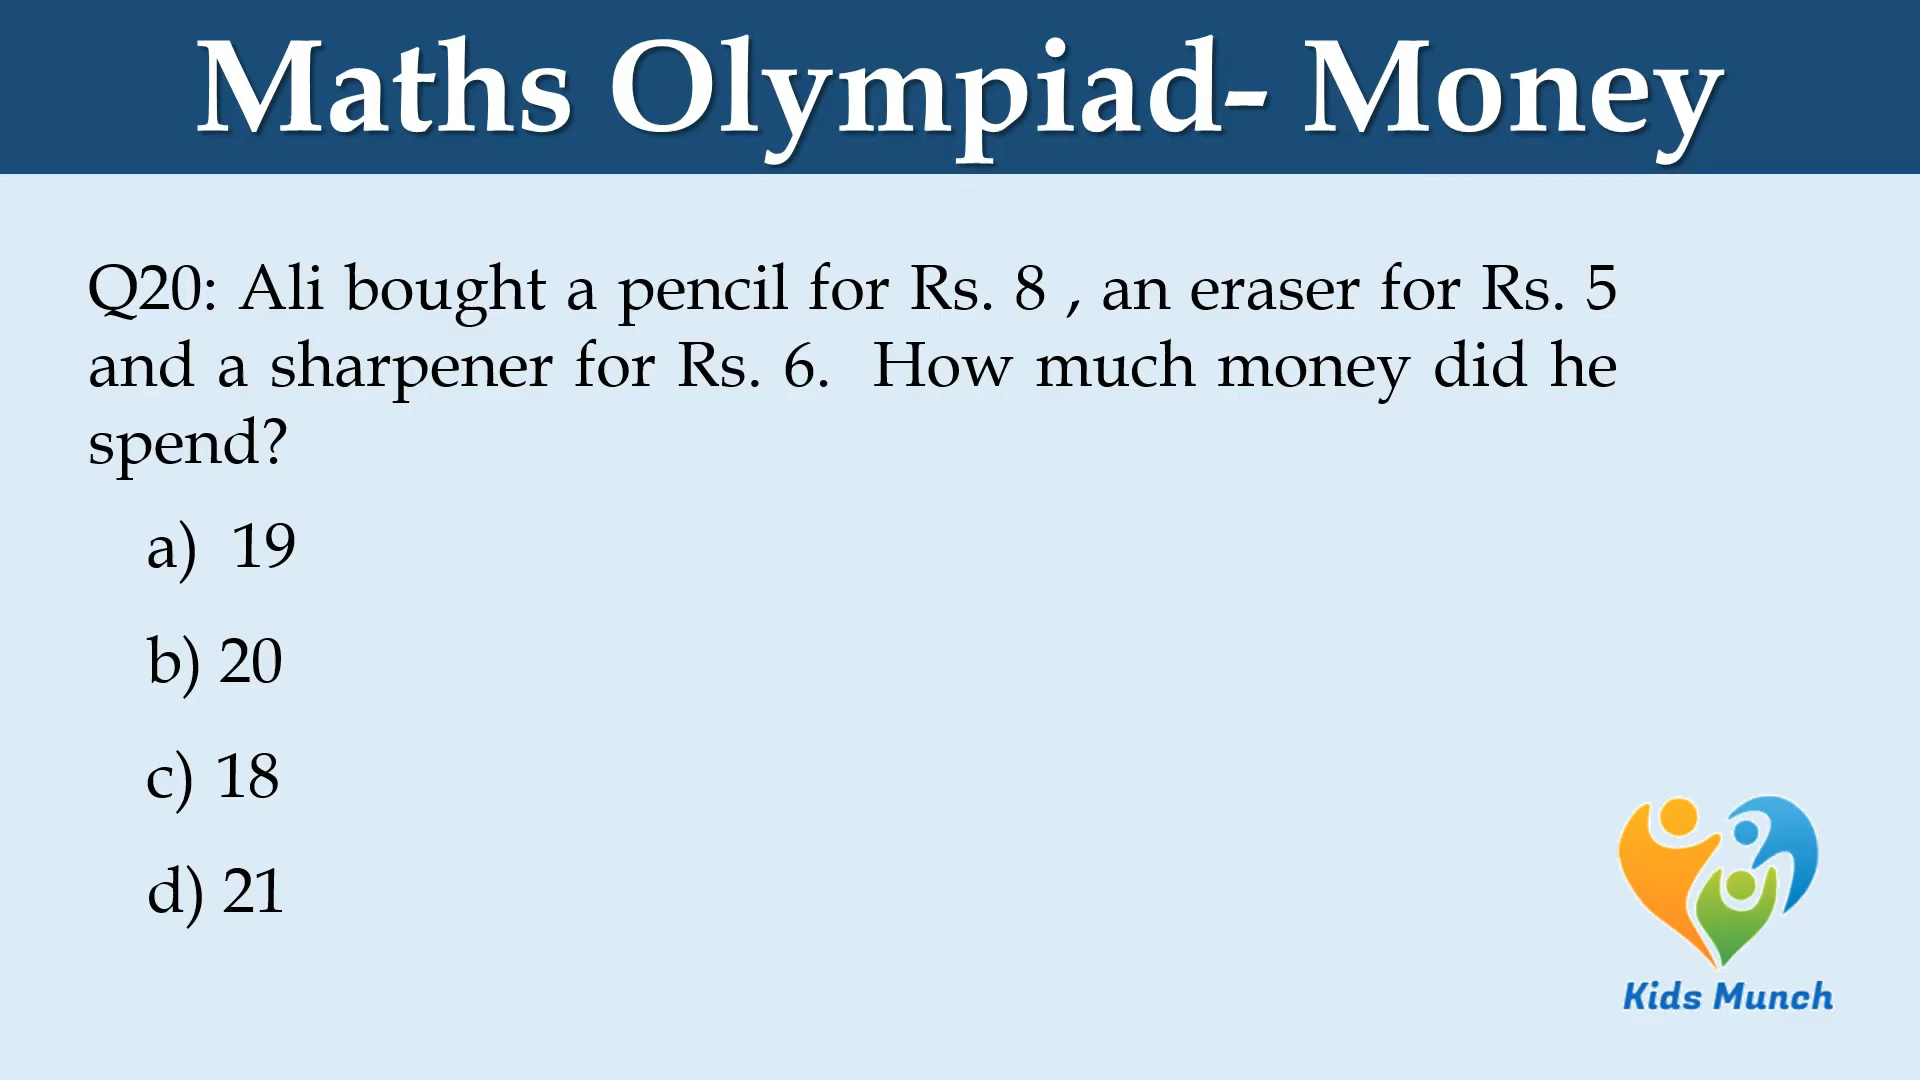 Maths Olympiad- Money
Q20: Ali bought a pencil for Rs. 8 , an eraser for Rs. 5
and a sharpener for Rs. 6.  How much money did he
spend?
a)  19
b) 20
c) 18
d) 21
Kids Munch